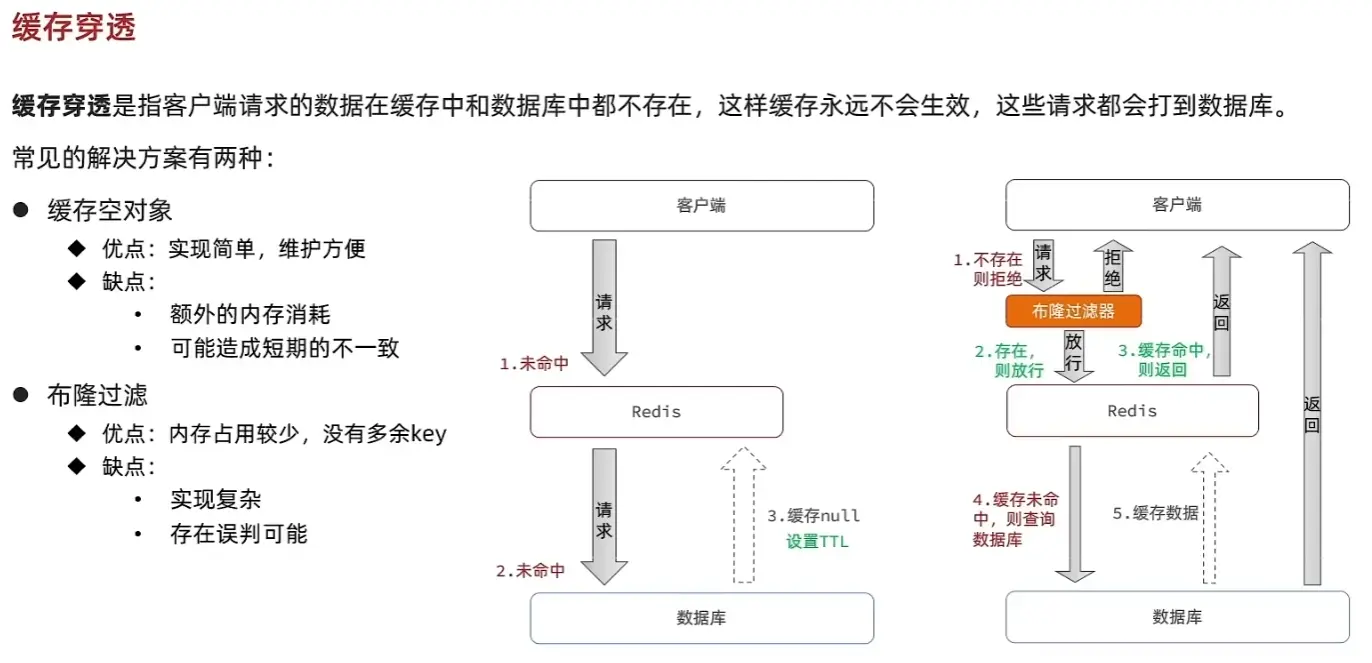 缓存穿透
缓存穿透是指客户端请求的数据在缓存中和数据库中都不存在，这样缓存永远不会生效，这些请求都会打到数据库。
常见的解决方案有两种：
缓存空对象
优点：实现简单，维护方便
缺点：
额外的内存消耗
可能造成短期的不一致
布隆过滤
优点：内存占用较少，没有多余key
缺点：
实现复杂
存在误判可能
客户端
请求
1.未命中
Redis
请求
2.未命中
3.缓存null
设置TTL
数据库
客户端
1.不存在
则拒绝
请求
拒绝
布隆过滤器
2.存在，
则放行
放行
3.缓存命中，
则返回
返回
Redis
4.缓存未命
中，则查询
数据库
5.缓存数据
返回
数据库